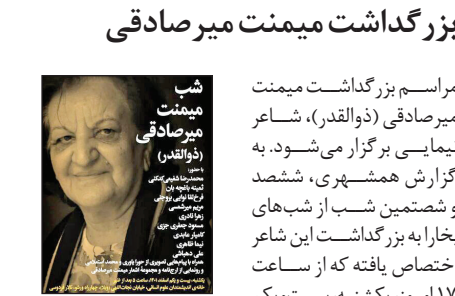 بزرگداشت میمنت میرصادقی
مراسم بزرگداشت میمنت
میرصادقی (ذوالقدر)، شاعر
نیمایی برگزار می‌شود. به
گزارش همشهری، ششصد
و شصتمین شب از شب‌های
بخارا به بزرگداشت این شاعر
اختصاص یافته که از ساعت
شب
میمنت
میرصادقی
(ذوالقدر)
با حضور:
محمدرضا شفیعی‌کدکنی
ثمینه باغچه‌بان
فرخ‌لقا نوایی بروجنی
مریم میرشمسی
زهرا نادری
مسعود جعفری جزی
کامیار عابدی
نیما ظاهری
علی دهباشی